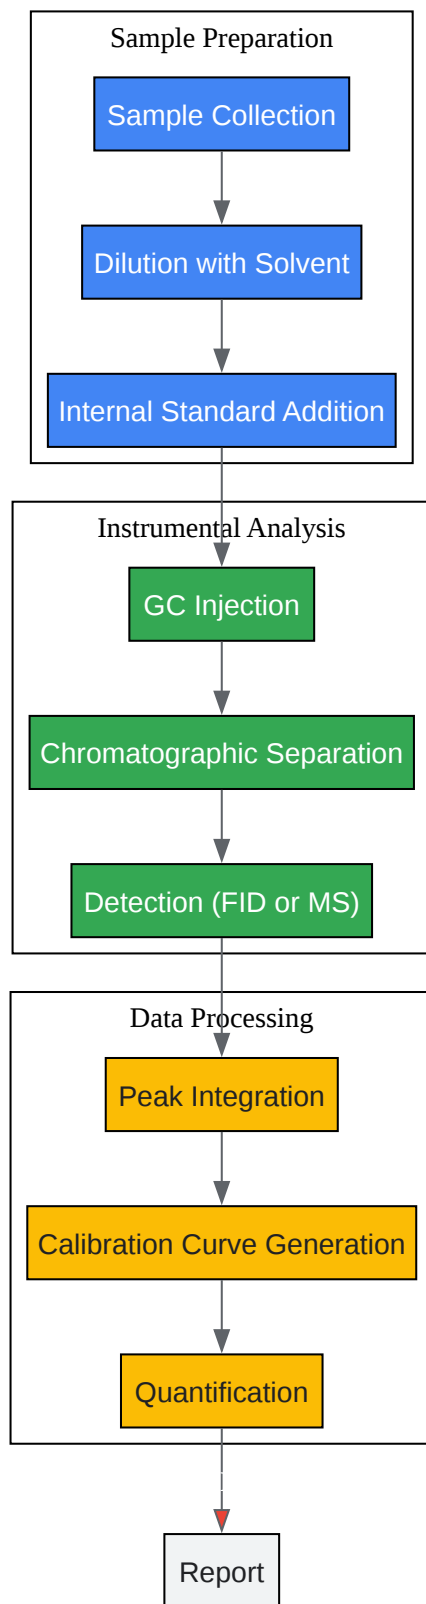 Sample Preparation
Sample Collection
Dilution with Solvent
Internal Standard Addition
Instrumental Analysis
GC Injection
Chromatographic Separation
Detection (FID or MS)
Data Processing
Peak Integration
Calibration Curve Generation
Quantification
Report